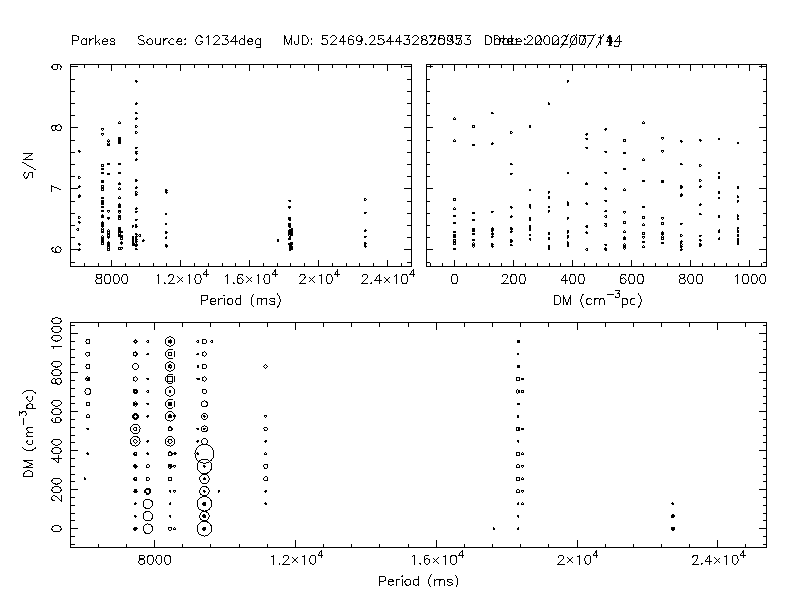 Parkes Source: G1234deg MJD: 52469.2544328
9
8
7
6
S/N
8000 1.2×10⁴ 1.6×10⁴ 2×10⁴ 2.4×10⁴
Period (ms)
0 200 400 600 800 1000
DM (cm⁻³pc)
1000
800
600
400
200
0
DM (cm⁻³pc)
8000 1.2×10⁴ 1.6×10⁴ 2×10⁴ 2.4×10⁴
Period (ms)